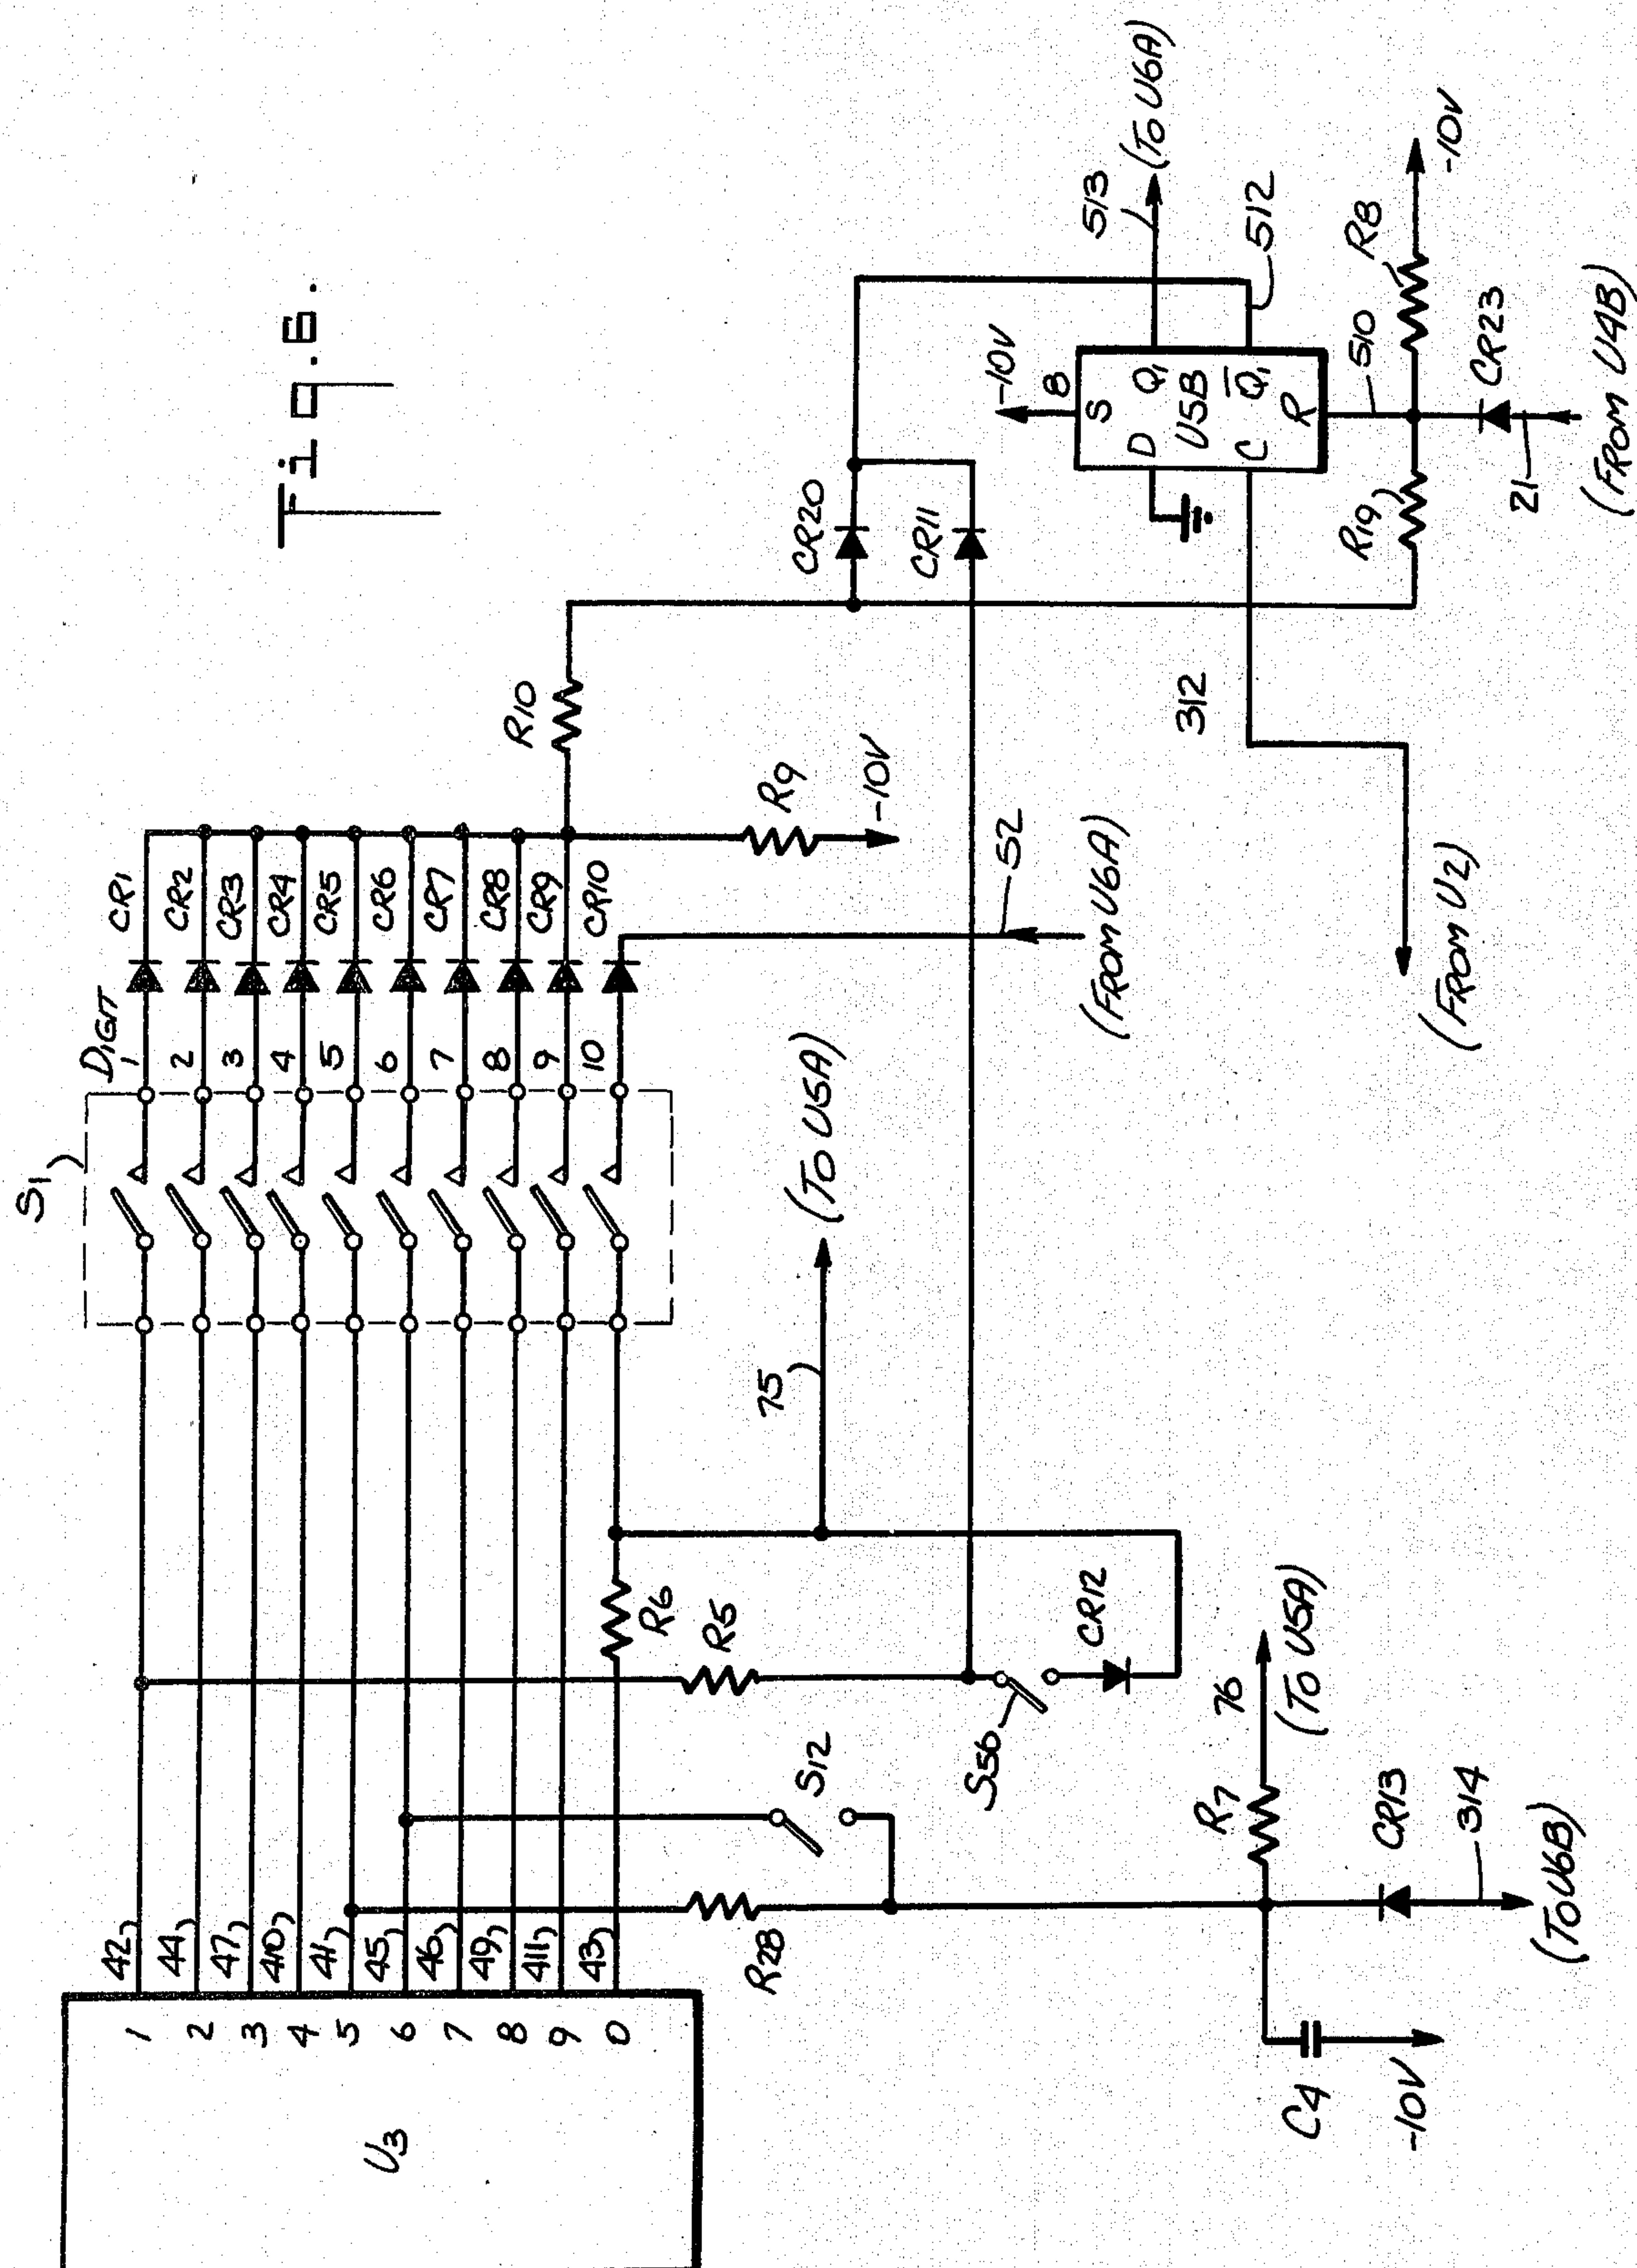 Fig. 6.
S1
DIGIT
1 CR1
2 CR2
3 CR3
4 CR4
5 CR5
6 CR6
7 CR7
8 CR8
9 CR9
10 CR10
R10
R9
-10V
52
(FROM U6A)
CR20
CR11
-10V
8
S
D Q1
U5B
C Q̅1
R
513
(TO U6A)
512
510
R8
-10V
R19
CR23
21
(FROM U4B)
312
(FROM U2)
75
(TO U5A)
R6
R5
CR12
S56
S12
R28
76
(TO U5A)
R7
CR13
314
(TO U6B)
C4
-10V
U3
1 42
2 44
3 47
4 410
5 41
6 45
7 46
8 49
9 411
0 43